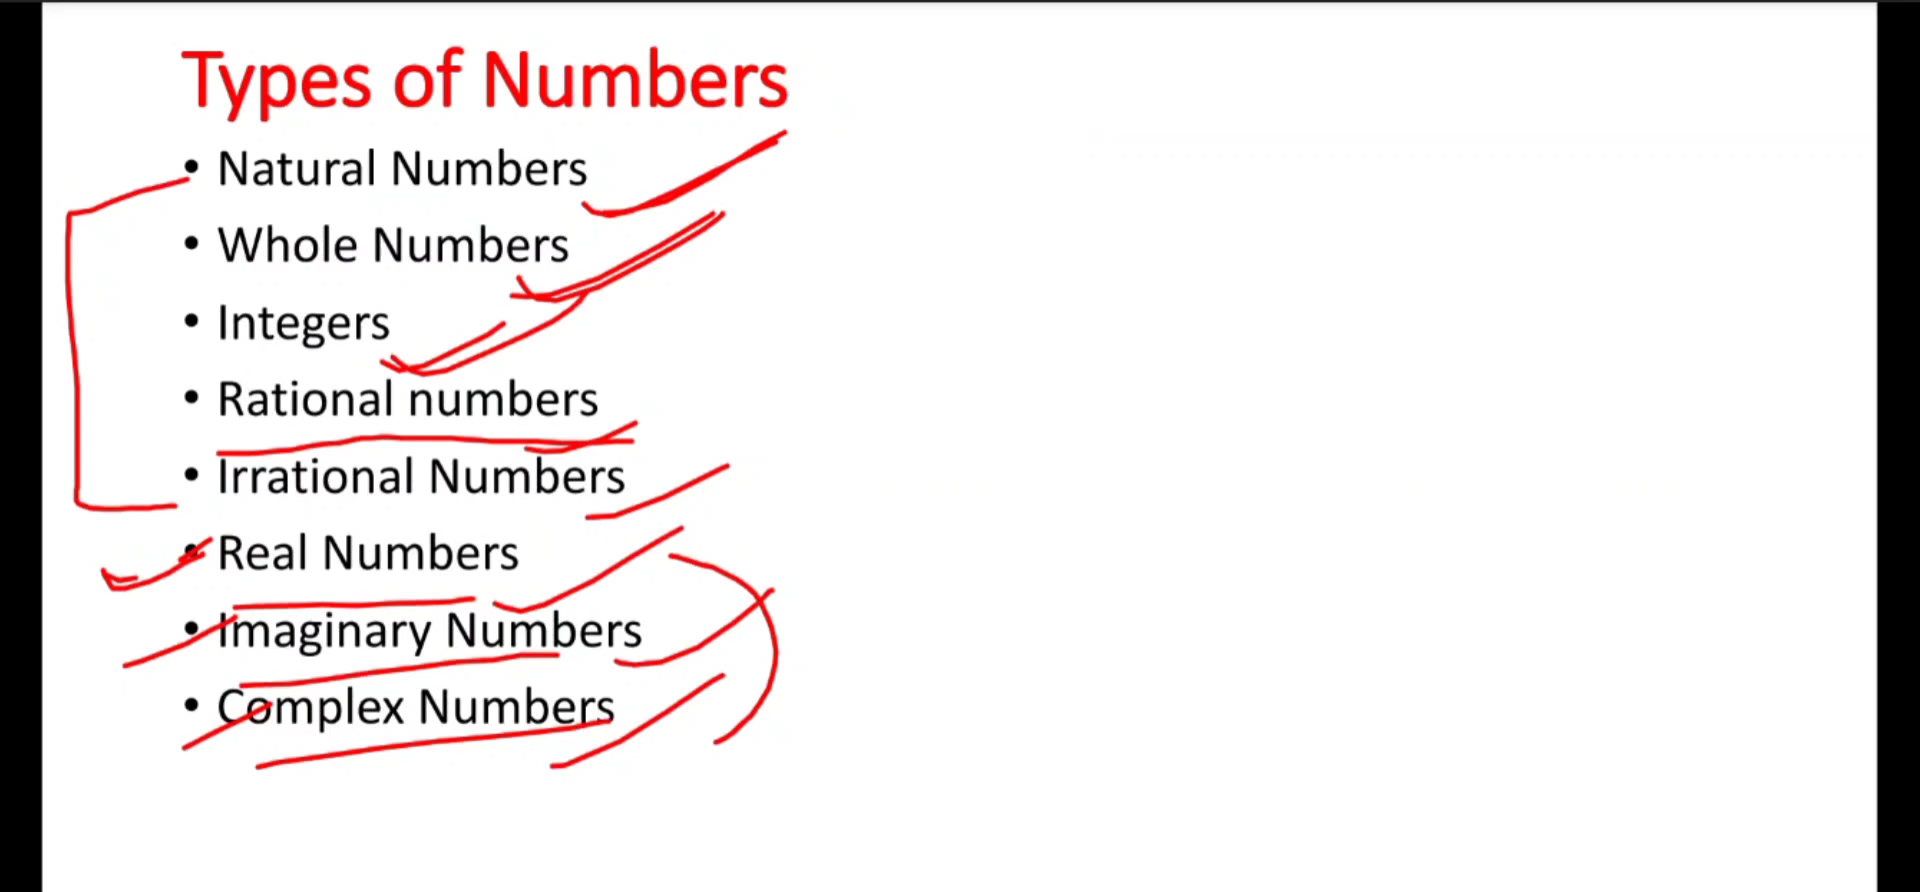 Types of Numbers
• Natural Numbers
• Whole Numbers
• Integers
• Rational numbers
• Irrational Numbers
• Real Numbers
• Imaginary Numbers
• Complex Numbers